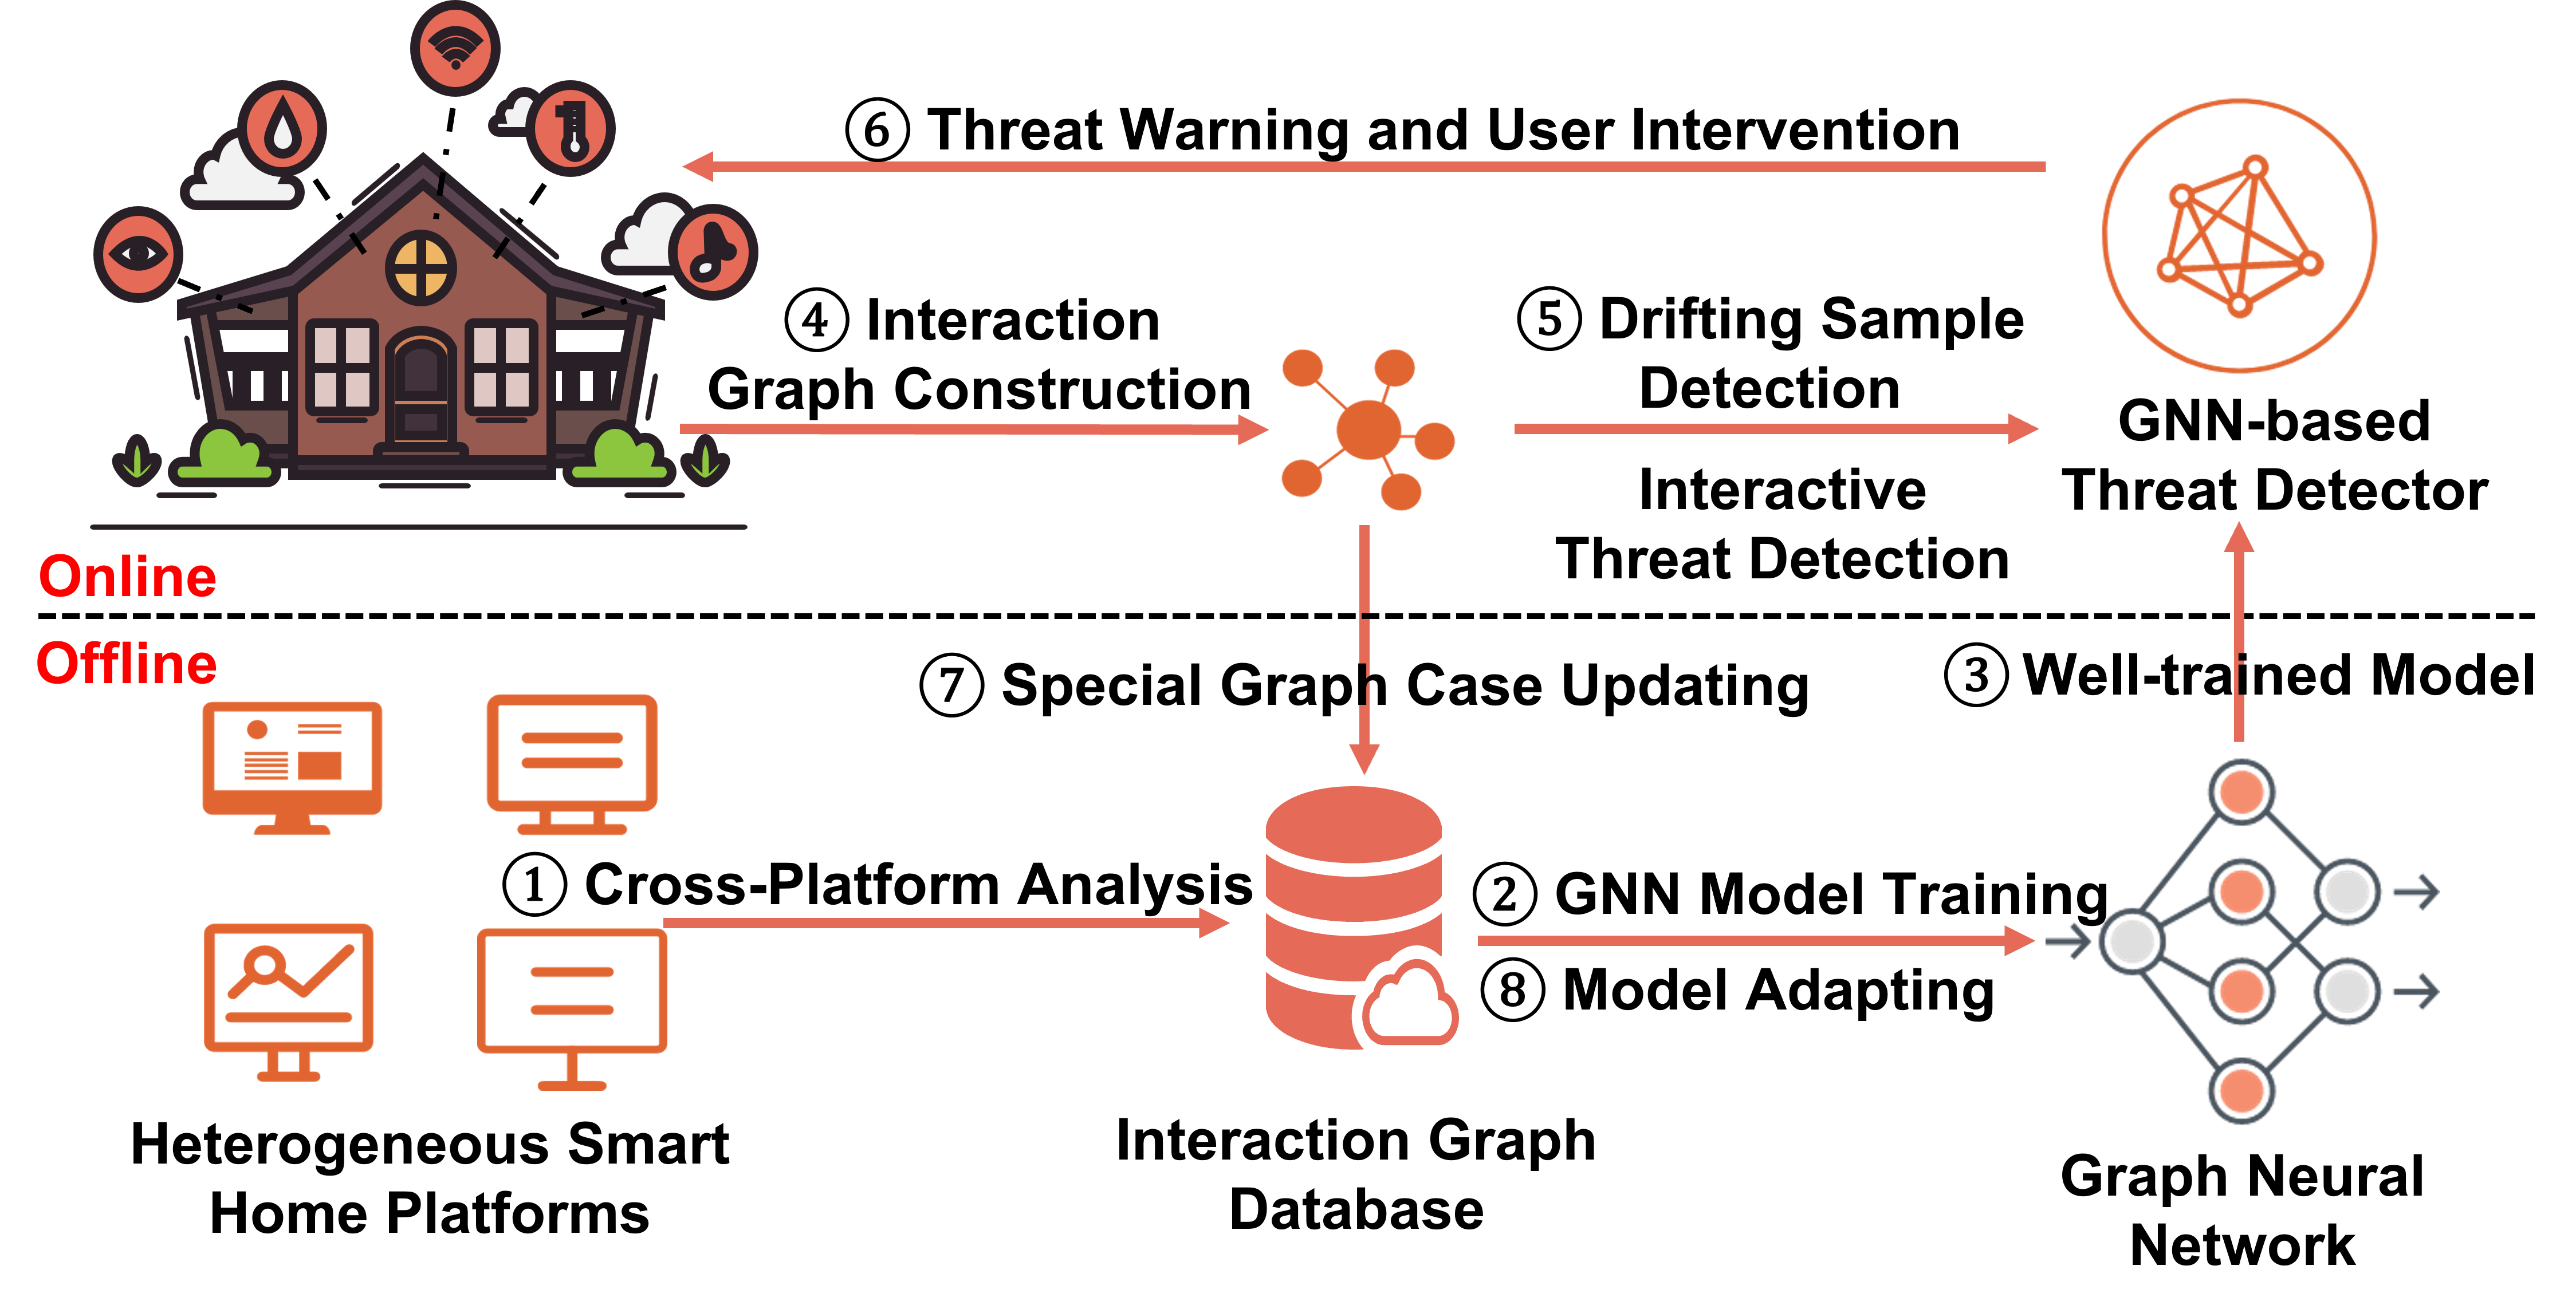 ⑥ Threat Warning and User Intervention
④ Interaction
Graph Construction
⑤ Drifting Sample
Detection
Interactive
Threat Detection
GNN-based
Threat Detector
Online
Offline
⑦ Special Graph Case Updating
③ Well-trained Model
① Cross-Platform Analysis
② GNN Model Training
⑧ Model Adapting
Heterogeneous Smart
Home Platforms
Interaction Graph
Database
Graph Neural
Network